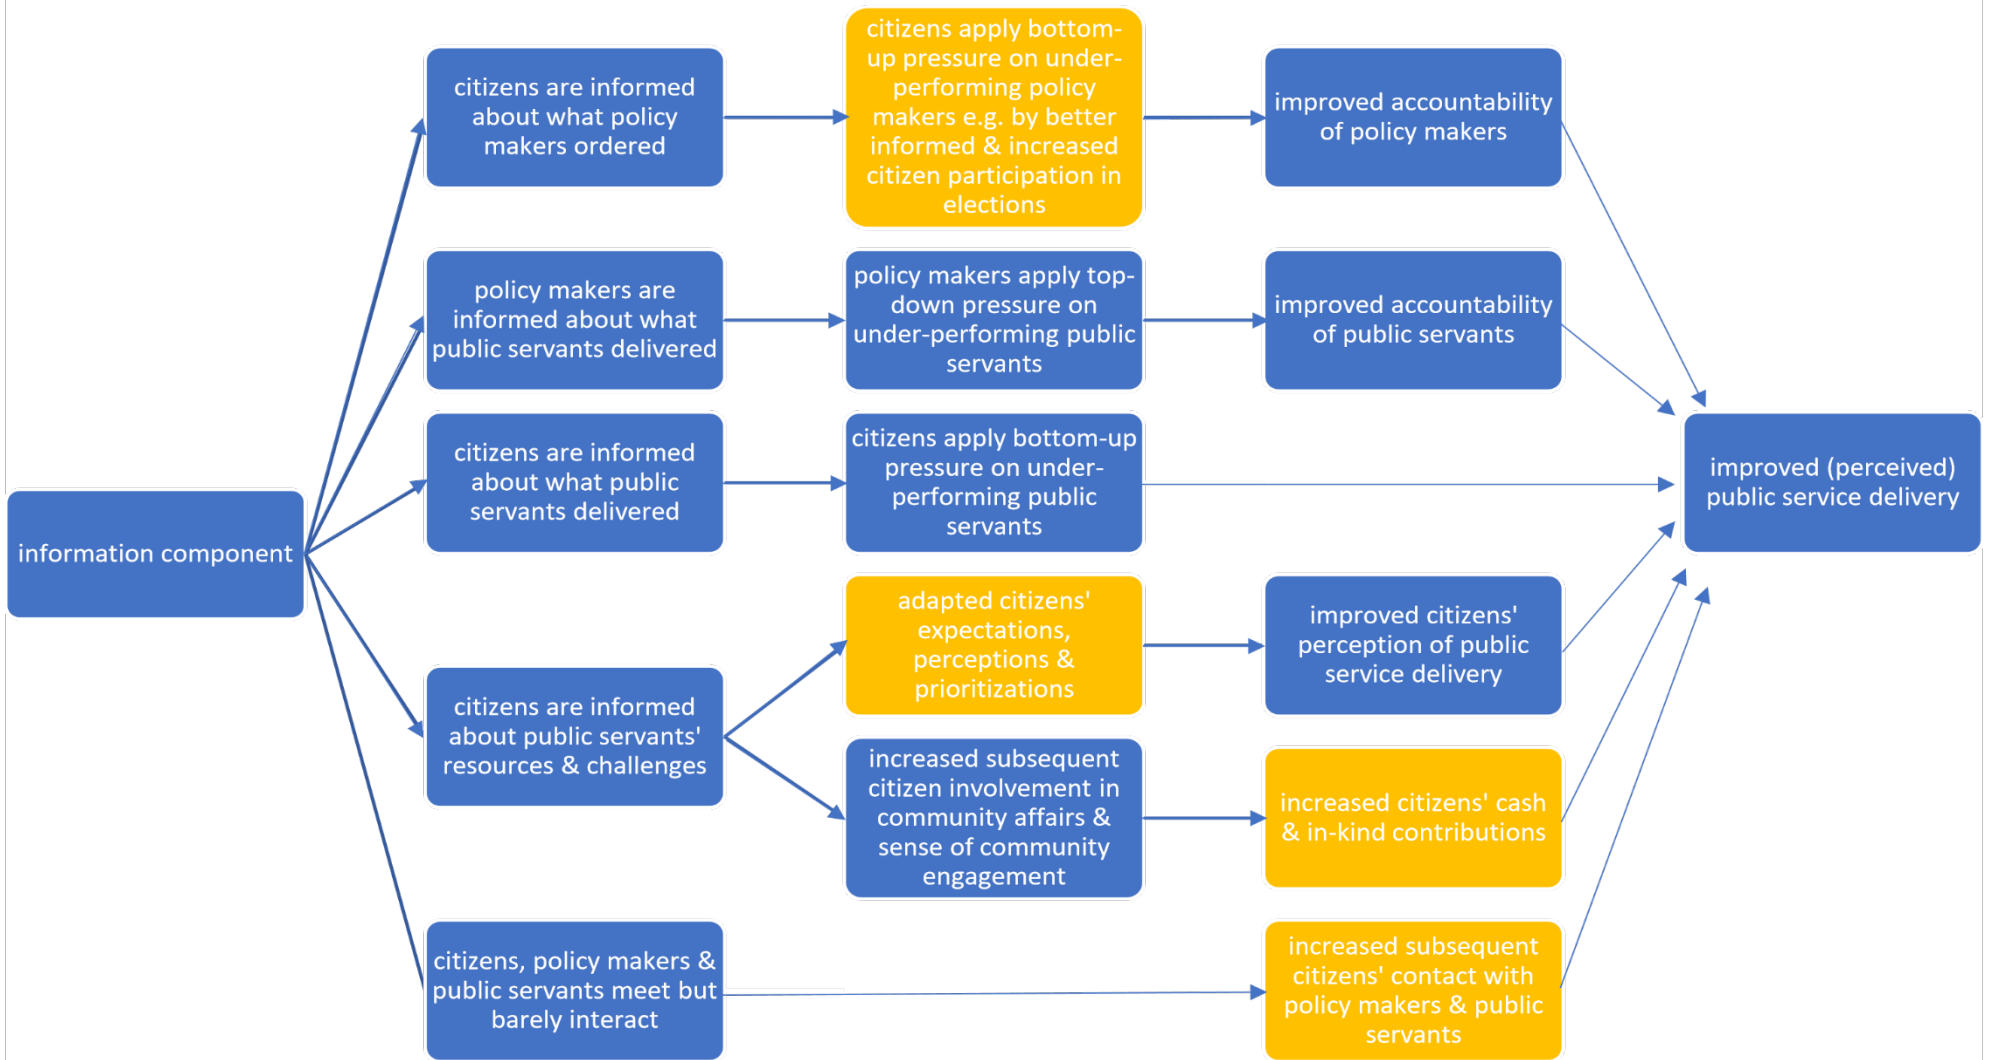 information component
citizens are informed
about what policy
makers ordered
citizens apply bottom-
up pressure on under-
performing policy
makers e.g. by better
informed & increased
citizen participation in
elections
improved accountability
of policy makers
policy makers are
informed about what
public servants delivered
policy makers apply top-
down pressure on
under-performing public
servants
improved accountability
of public servants
citizens are informed
about what public
servants delivered
citizens apply bottom-up
pressure on under-
performing public
servants
citizens are informed
about public servants'
resources & challenges
adapted citizens'
expectations,
perceptions &
prioritizations
improved citizens'
perception of public
service delivery
increased subsequent
citizen involvement in
community affairs &
sense of community
engagement
increased citizens' cash
& in-kind contributions
citizens, policy makers &
public servants meet but
barely interact
increased subsequent
citizens' contact with
policy makers & public
servants
improved (perceived)
public service delivery